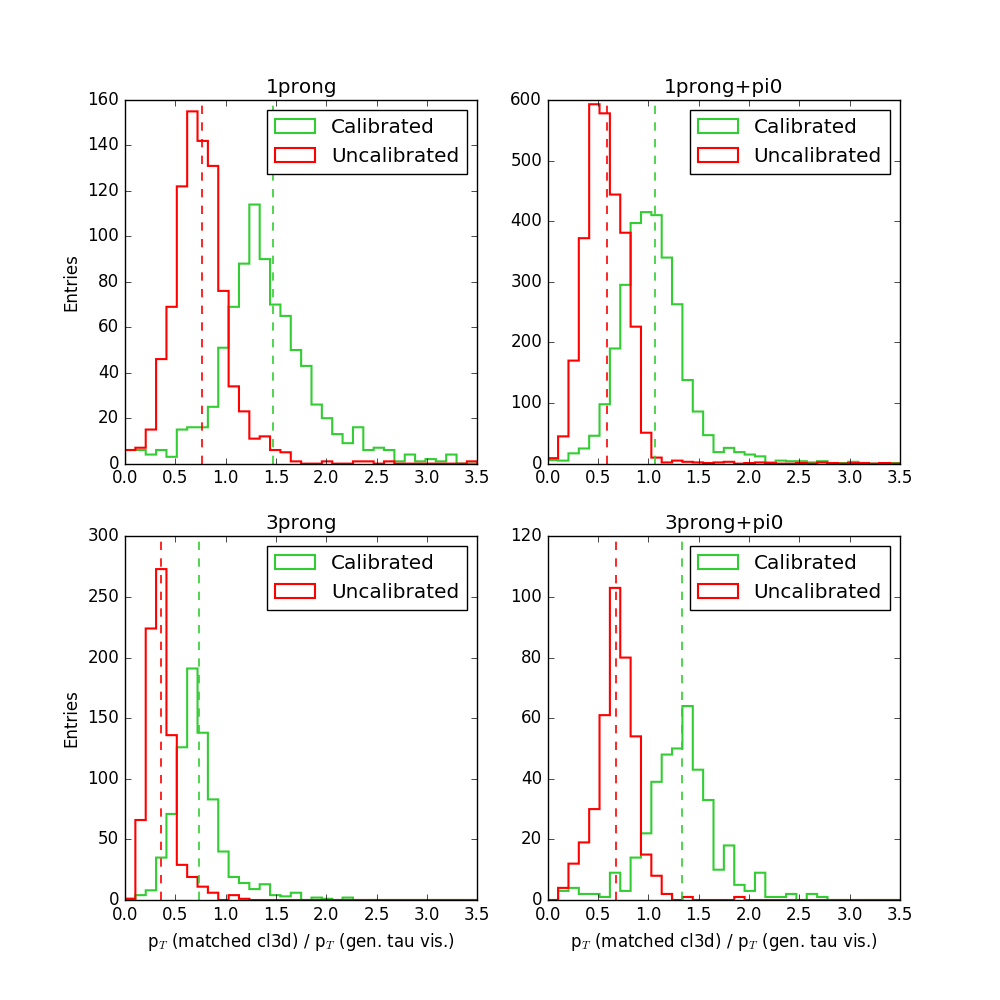 1prong
160
140
120
100
80
60
40
20
0
Entries
Calibrated
Uncalibrated
0.0 0.5 1.0 1.5 2.0 2.5 3.0 3.5
1prong+pi0
600
500
400
300
200
100
0
Calibrated
Uncalibrated
0.0 0.5 1.0 1.5 2.0 2.5 3.0 3.5
3prong
300
250
200
150
100
50
0
Entries
Calibrated
Uncalibrated
0.0 0.5 1.0 1.5 2.0 2.5 3.0 3.5
p_T (matched cl3d) / p_T (gen. tau vis.)
3prong+pi0
120
100
80
60
40
20
0
Calibrated
Uncalibrated
0.0 0.5 1.0 1.5 2.0 2.5 3.0 3.5
p_T (matched cl3d) / p_T (gen. tau vis.)